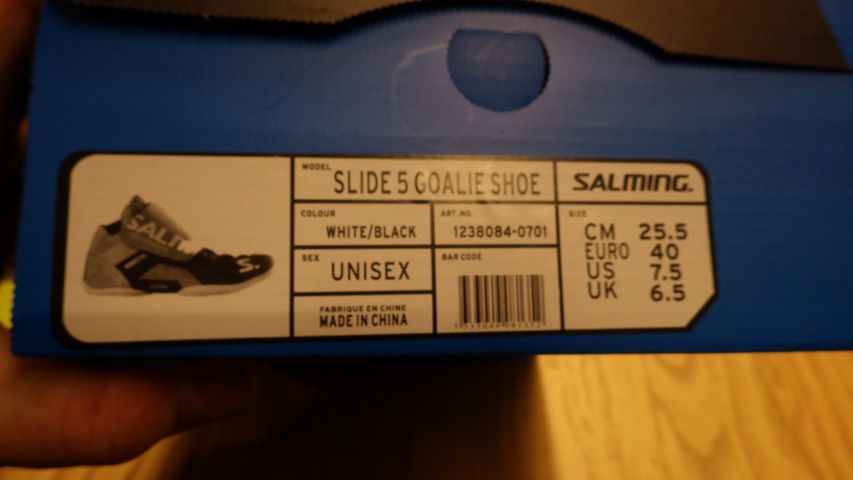 MODEL
SLIDE 5 GOALIE SHOE
SALMING.
COLOUR
WHITE/BLACK
ART.NO.
1238084-0701
SIZE
CM 25.5
EURO 40
US 7.5
UK 6.5
SEX
UNISEX
BAR CODE
FABRIQUE EN CHINE
MADE IN CHINA